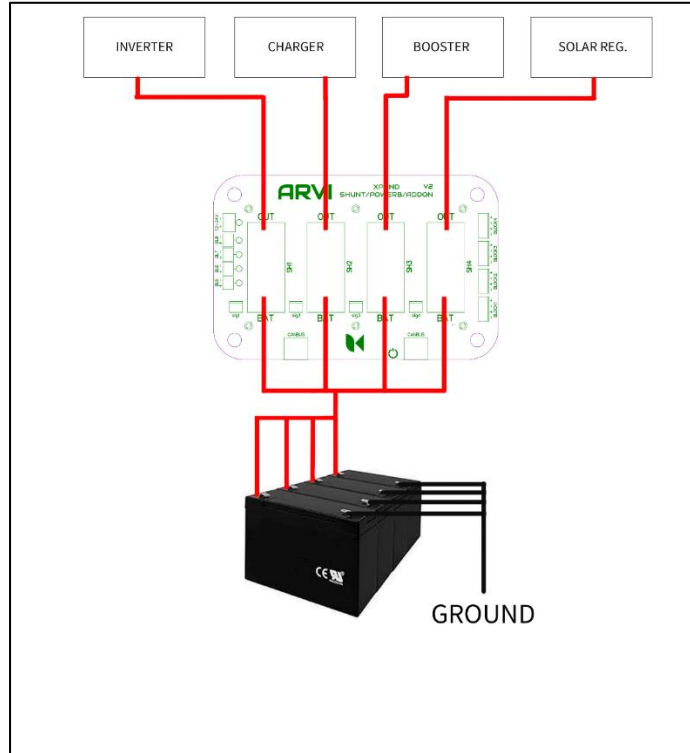 INVERTER
CHARGER
BOOSTER
SOLAR REG.
ARVI
XPAND V2
SHUNT/POWERB/ADDON
OUT
OUT
OUT
OUT
SH1
SH2
SH3
SH4
BAT
BAT
BAT
BAT
CANBUS
CANBUS
CE
GROUND